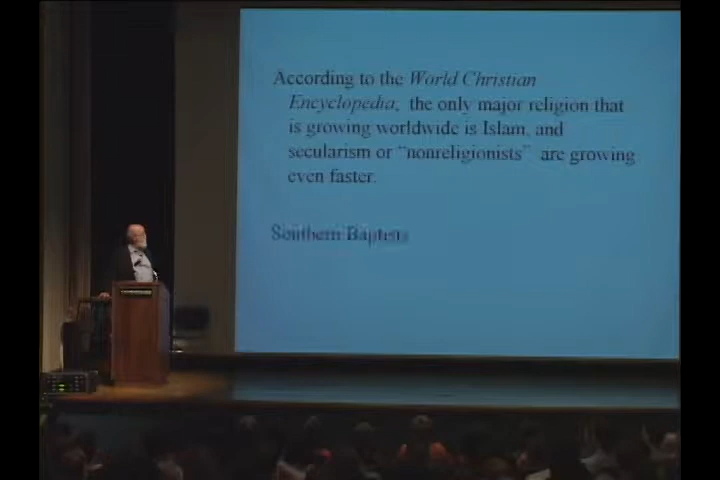 According to the World Christian
Encyclopedia, the only major religion that
is growing worldwide is Islam, and
secularism or “nonreligionists” are growing
even faster.
Southern Baptists